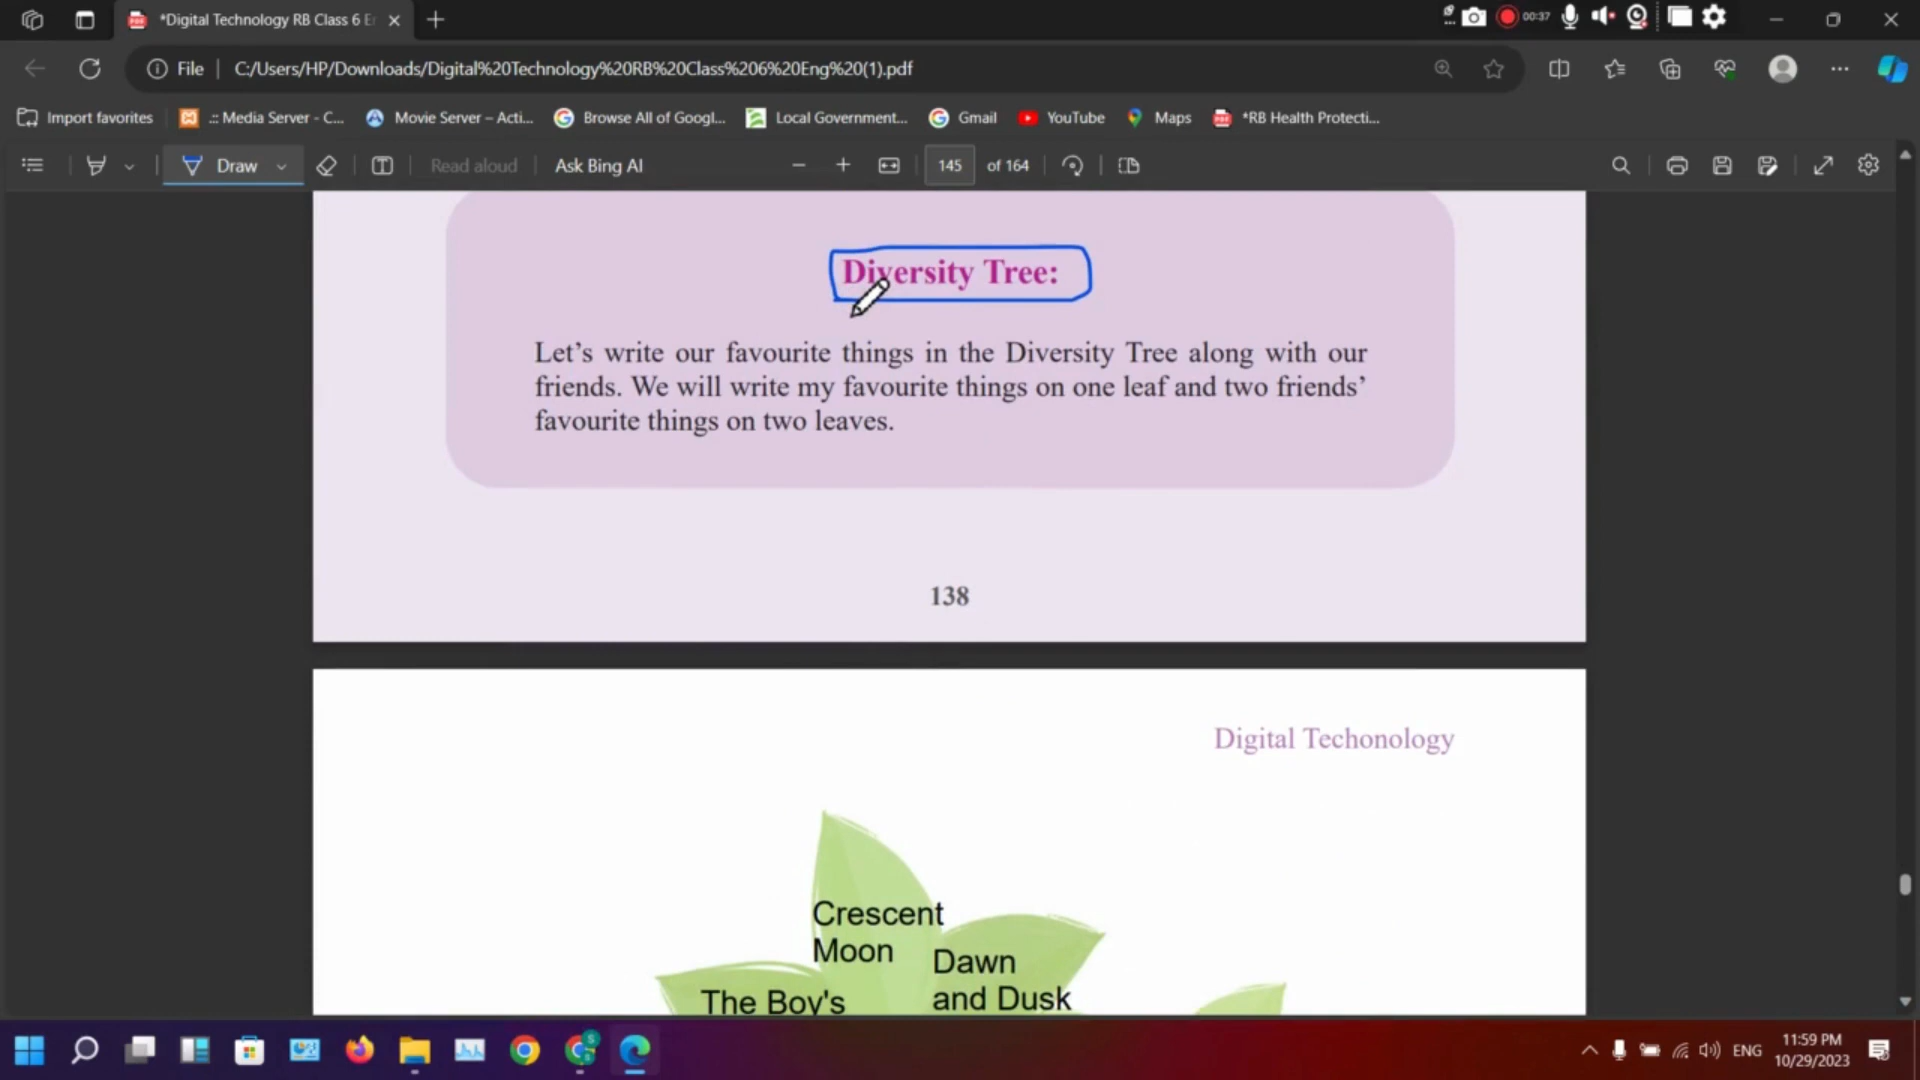 *Digital Technology RB Class 6 Er
00:37
File
C:/Users/HP/Downloads/Digital%20Technology%20RB%20Class%206%20Eng%20(1).pdf
Import favorites
.:: Media Server - C...
Movie Server – Acti...
Browse All of Googl...
Local Government...
Gmail
YouTube
Maps
*RB Health Protecti...
Draw
Read aloud
Ask Bing AI
145 of 164
Diversity Tree:
Let’s write our favourite things in the Diversity Tree along with our
friends. We will write my favourite things on one leaf and two friends’
favourite things on two leaves.
138
Digital Techonology
Crescent
Moon
Dawn
and Dusk
The Boy's
ENG
11:59 PM
10/29/2023